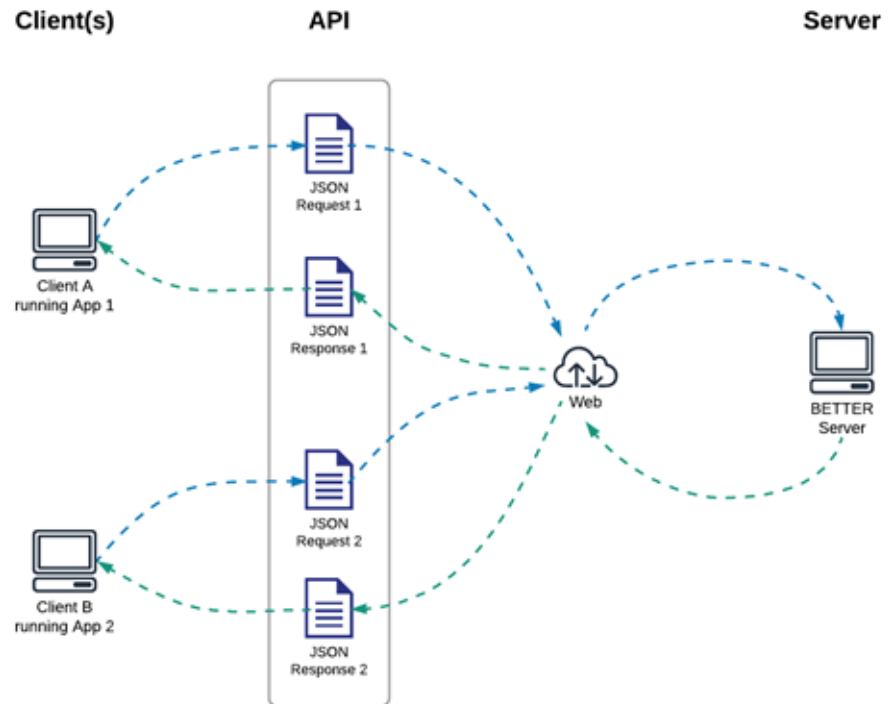 Client(s)
API
Server
JSON
Request 1
Client A
running App 1
JSON
Response 1
Web
BETTER
Server
JSON
Request 2
Client B
running App 2
JSON
Response 2